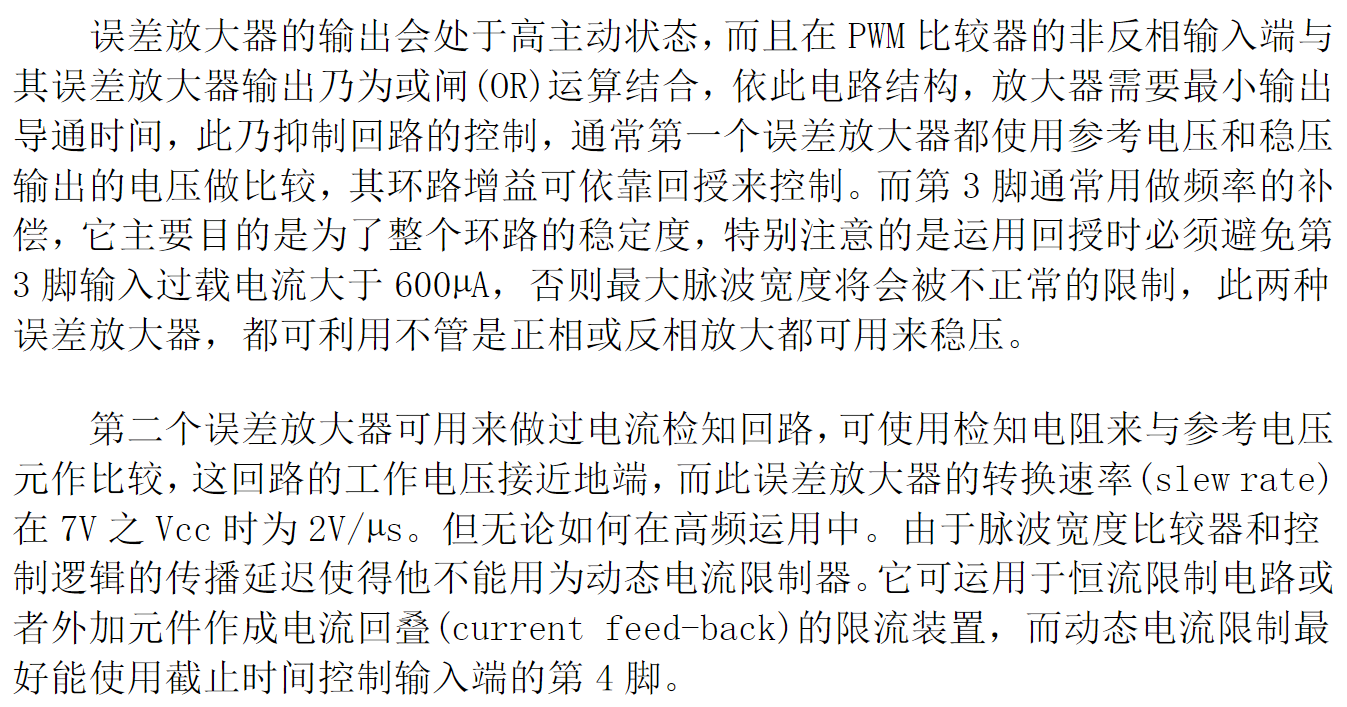 误差放大器的输出会处于高主动状态，而且在 PWM 比较器的非反相输入端与
其误差放大器输出乃为或闸(OR)运算结合，依此电路结构，放大器需要最小输出
导通时间，此乃抑制回路的控制，通常第一个误差放大器都使用参考电压和稳压
输出的电压做比较，其环路增益可依靠回授来控制。而第 3 脚通常用做频率的补
偿，它主要目的是为了整个环路的稳定度，特别注意的是运用回授时必须避免第
3 脚输入过载电流大于 600μA，否则最大脉波宽度将会被不正常的限制，此两种
误差放大器，都可利用不管是正相或反相放大都可用来稳压。
第二个误差放大器可用来做过电流检知回路，可使用检知电阻来与参考电压
元作比较，这回路的工作电压接近地端，而此误差放大器的转换速率(slew rate)
在 7V 之 Vcc 时为 2V/μs。但无论如何在高频运用中。由于脉波宽度比较器和控
制逻辑的传播延迟使得他不能用为动态电流限制器。它可运用于恒流限制电路或
者外加元件作成电流回叠(current feed-back)的限流装置，而动态电流限制最
好能使用截止时间控制输入端的第 4 脚。